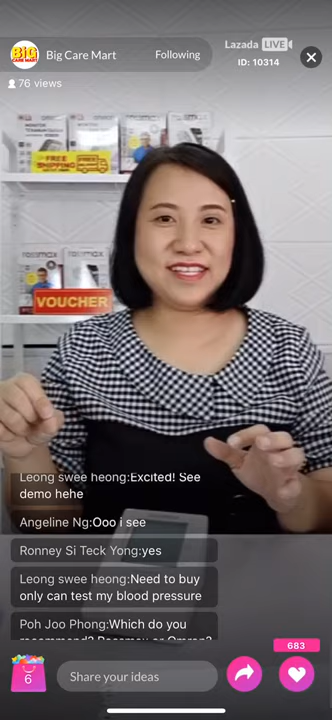 BIG
CARE MART
Big Care Mart
Following
Lazada LIVE
ID: 10314
76 views
FREE
SHIPPING
rossmax
VOUCHER
Leong swee heong:Excited! See
demo hehe
Angeline Ng:Ooo i see
Ronney Si Teck Yong:yes
Leong swee heong:Need to buy
only can test my blood pressure
Poh Joo Phong:Which do you
recommend? Rossmax or Omron?
683
6
Share your ideas